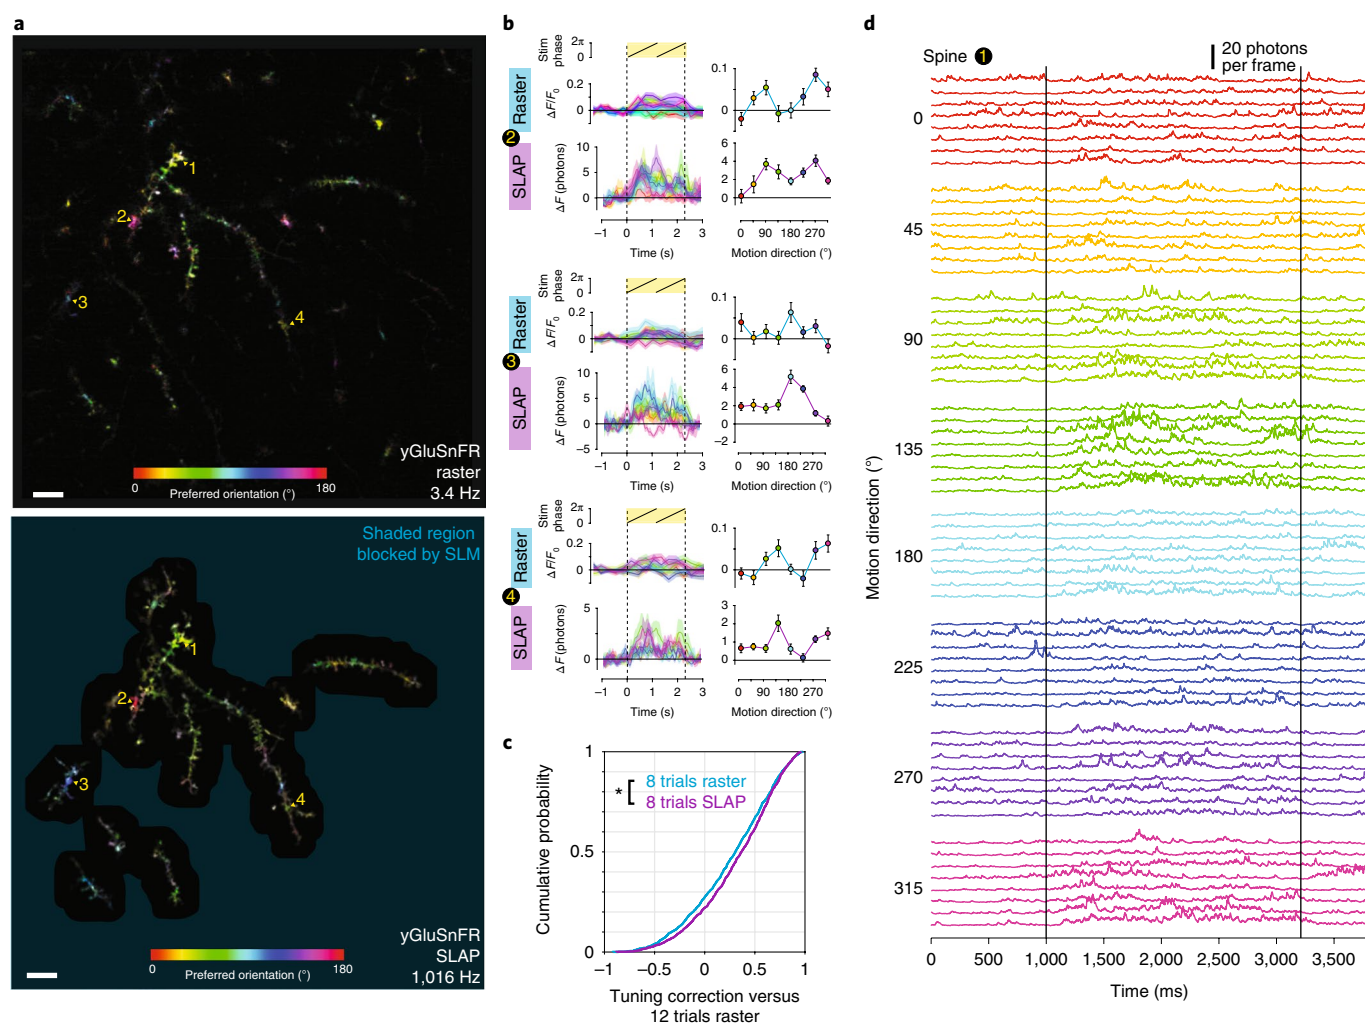 a
1
2
3
4
yGluSnFR
raster
3.4 Hz
0
180
Preferred orientation (°)
Shaded region
blocked by SLM
1
2
3
4
yGluSnFR
SLAP
1,016 Hz
0
180
Preferred orientation (°)
b
Stim
phase
2π
0
2
Raster
ΔF/F0
0.2
0
0.1
0
SLAP
ΔF (photons)
10
5
0
6
4
2
0
–1 0 1 2 3
Time (s)
0 90 180 270
Motion direction (°)
Stim
phase
2π
0
3
Raster
ΔF/F0
0.2
0
0.1
0
SLAP
ΔF (photons)
10
5
0
–5
6
4
2
0
–2
–1 0 1 2 3
Time (s)
0 90 180 270
Motion direction (°)
Stim
phase
2π
0
4
Raster
ΔF/F0
0.2
0
0.1
0
SLAP
ΔF (photons)
5
0
3
2
1
0
–1 0 1 2 3
Time (s)
0 90 180 270
Motion direction (°)
c
Cumulative probability
1
0.5
0
* 8 trials raster
8 trials SLAP
–1 –0.5 0 0.5 1
Tuning correction versus
12 trials raster
d
Spine 1
20 photons
per frame
Motion direction (°)
0
45
90
135
180
225
270
315
0 500 1,000 1,500 2,000 2,500 3,000 3,500
Time (ms)